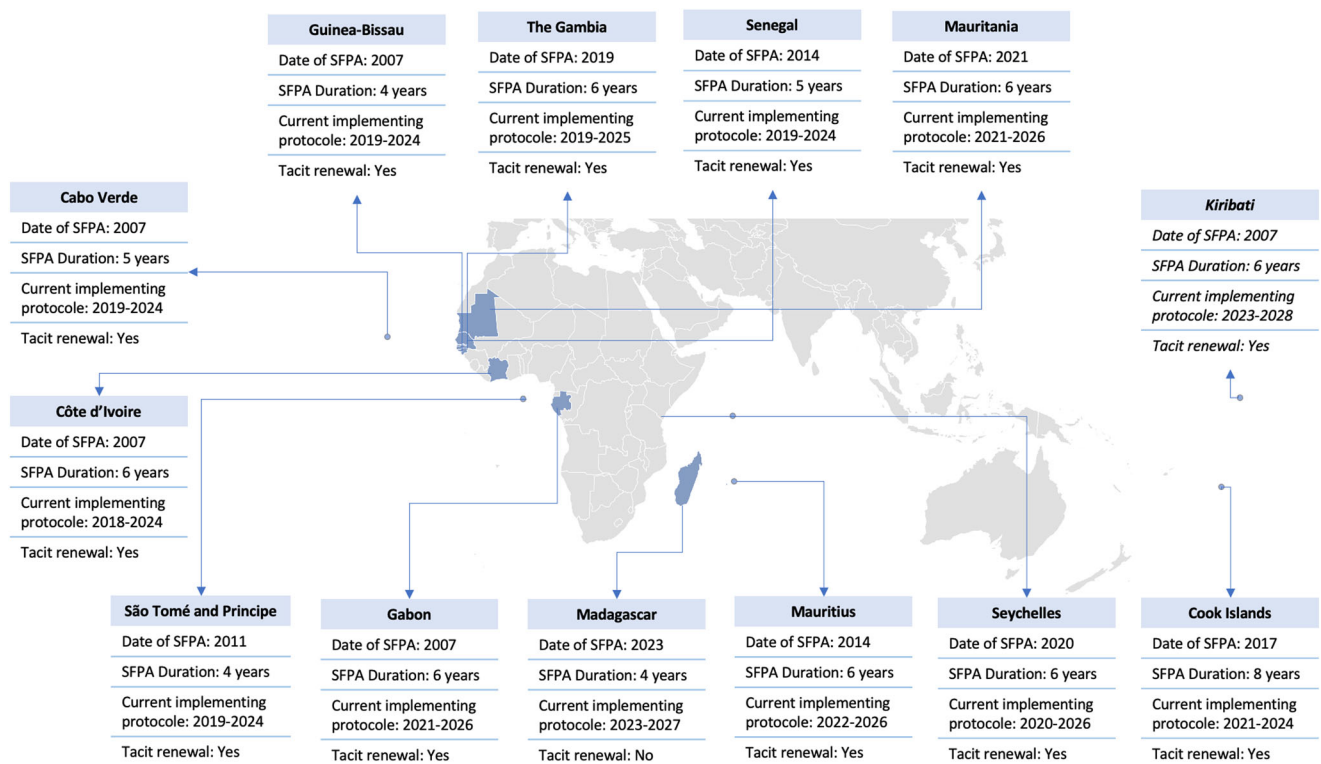 Guinea-Bissau
Date of SFPA: 2007
SFPA Duration: 4 years
Current implementing
protocole: 2019-2024
Tacit renewal: Yes
The Gambia
Date of SFPA: 2019
SFPA Duration: 6 years
Current implementing
protocole: 2019-2025
Tacit renewal: Yes
Senegal
Date of SFPA: 2014
SFPA Duration: 5 years
Current implementing
protocole: 2019-2024
Tacit renewal: Yes
Mauritania
Date of SFPA: 2021
SFPA Duration: 6 years
Current implementing
protocole: 2021-2026
Tacit renewal: Yes
Cabo Verde
Date of SFPA: 2007
SFPA Duration: 5 years
Current implementing
protocole: 2019-2024
Tacit renewal: Yes
Kiribati
Date of SFPA: 2007
SFPA Duration: 6 years
Current implementing
protocole: 2023-2028
Tacit renewal: Yes
Côte d’Ivoire
Date of SFPA: 2007
SFPA Duration: 6 years
Current implementing
protocole: 2018-2024
Tacit renewal: Yes
São Tomé and Principe
Date of SFPA: 2011
SFPA Duration: 4 years
Current implementing
protocole: 2019-2024
Tacit renewal: Yes
Gabon
Date of SFPA: 2007
SFPA Duration: 6 years
Current implementing
protocole: 2021-2026
Tacit renewal: Yes
Madagascar
Date of SFPA: 2023
SFPA Duration: 4 years
Current implementing
protocole: 2023-2027
Tacit renewal: No
Mauritius
Date of SFPA: 2014
SFPA Duration: 6 years
Current implementing
protocole: 2022-2026
Tacit renewal: Yes
Seychelles
Date of SFPA: 2020
SFPA Duration: 6 years
Current implementing
protocole: 2020-2026
Tacit renewal: Yes
Cook Islands
Date of SFPA: 2017
SFPA Duration: 8 years
Current implementing
protocole: 2021-2024
Tacit renewal: Yes